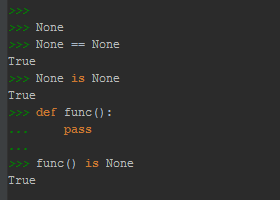 >>>
>>> None
>>> None == None
True
>>> None is None
True
>>> def func():
...     pass
...
>>> func() is None
True